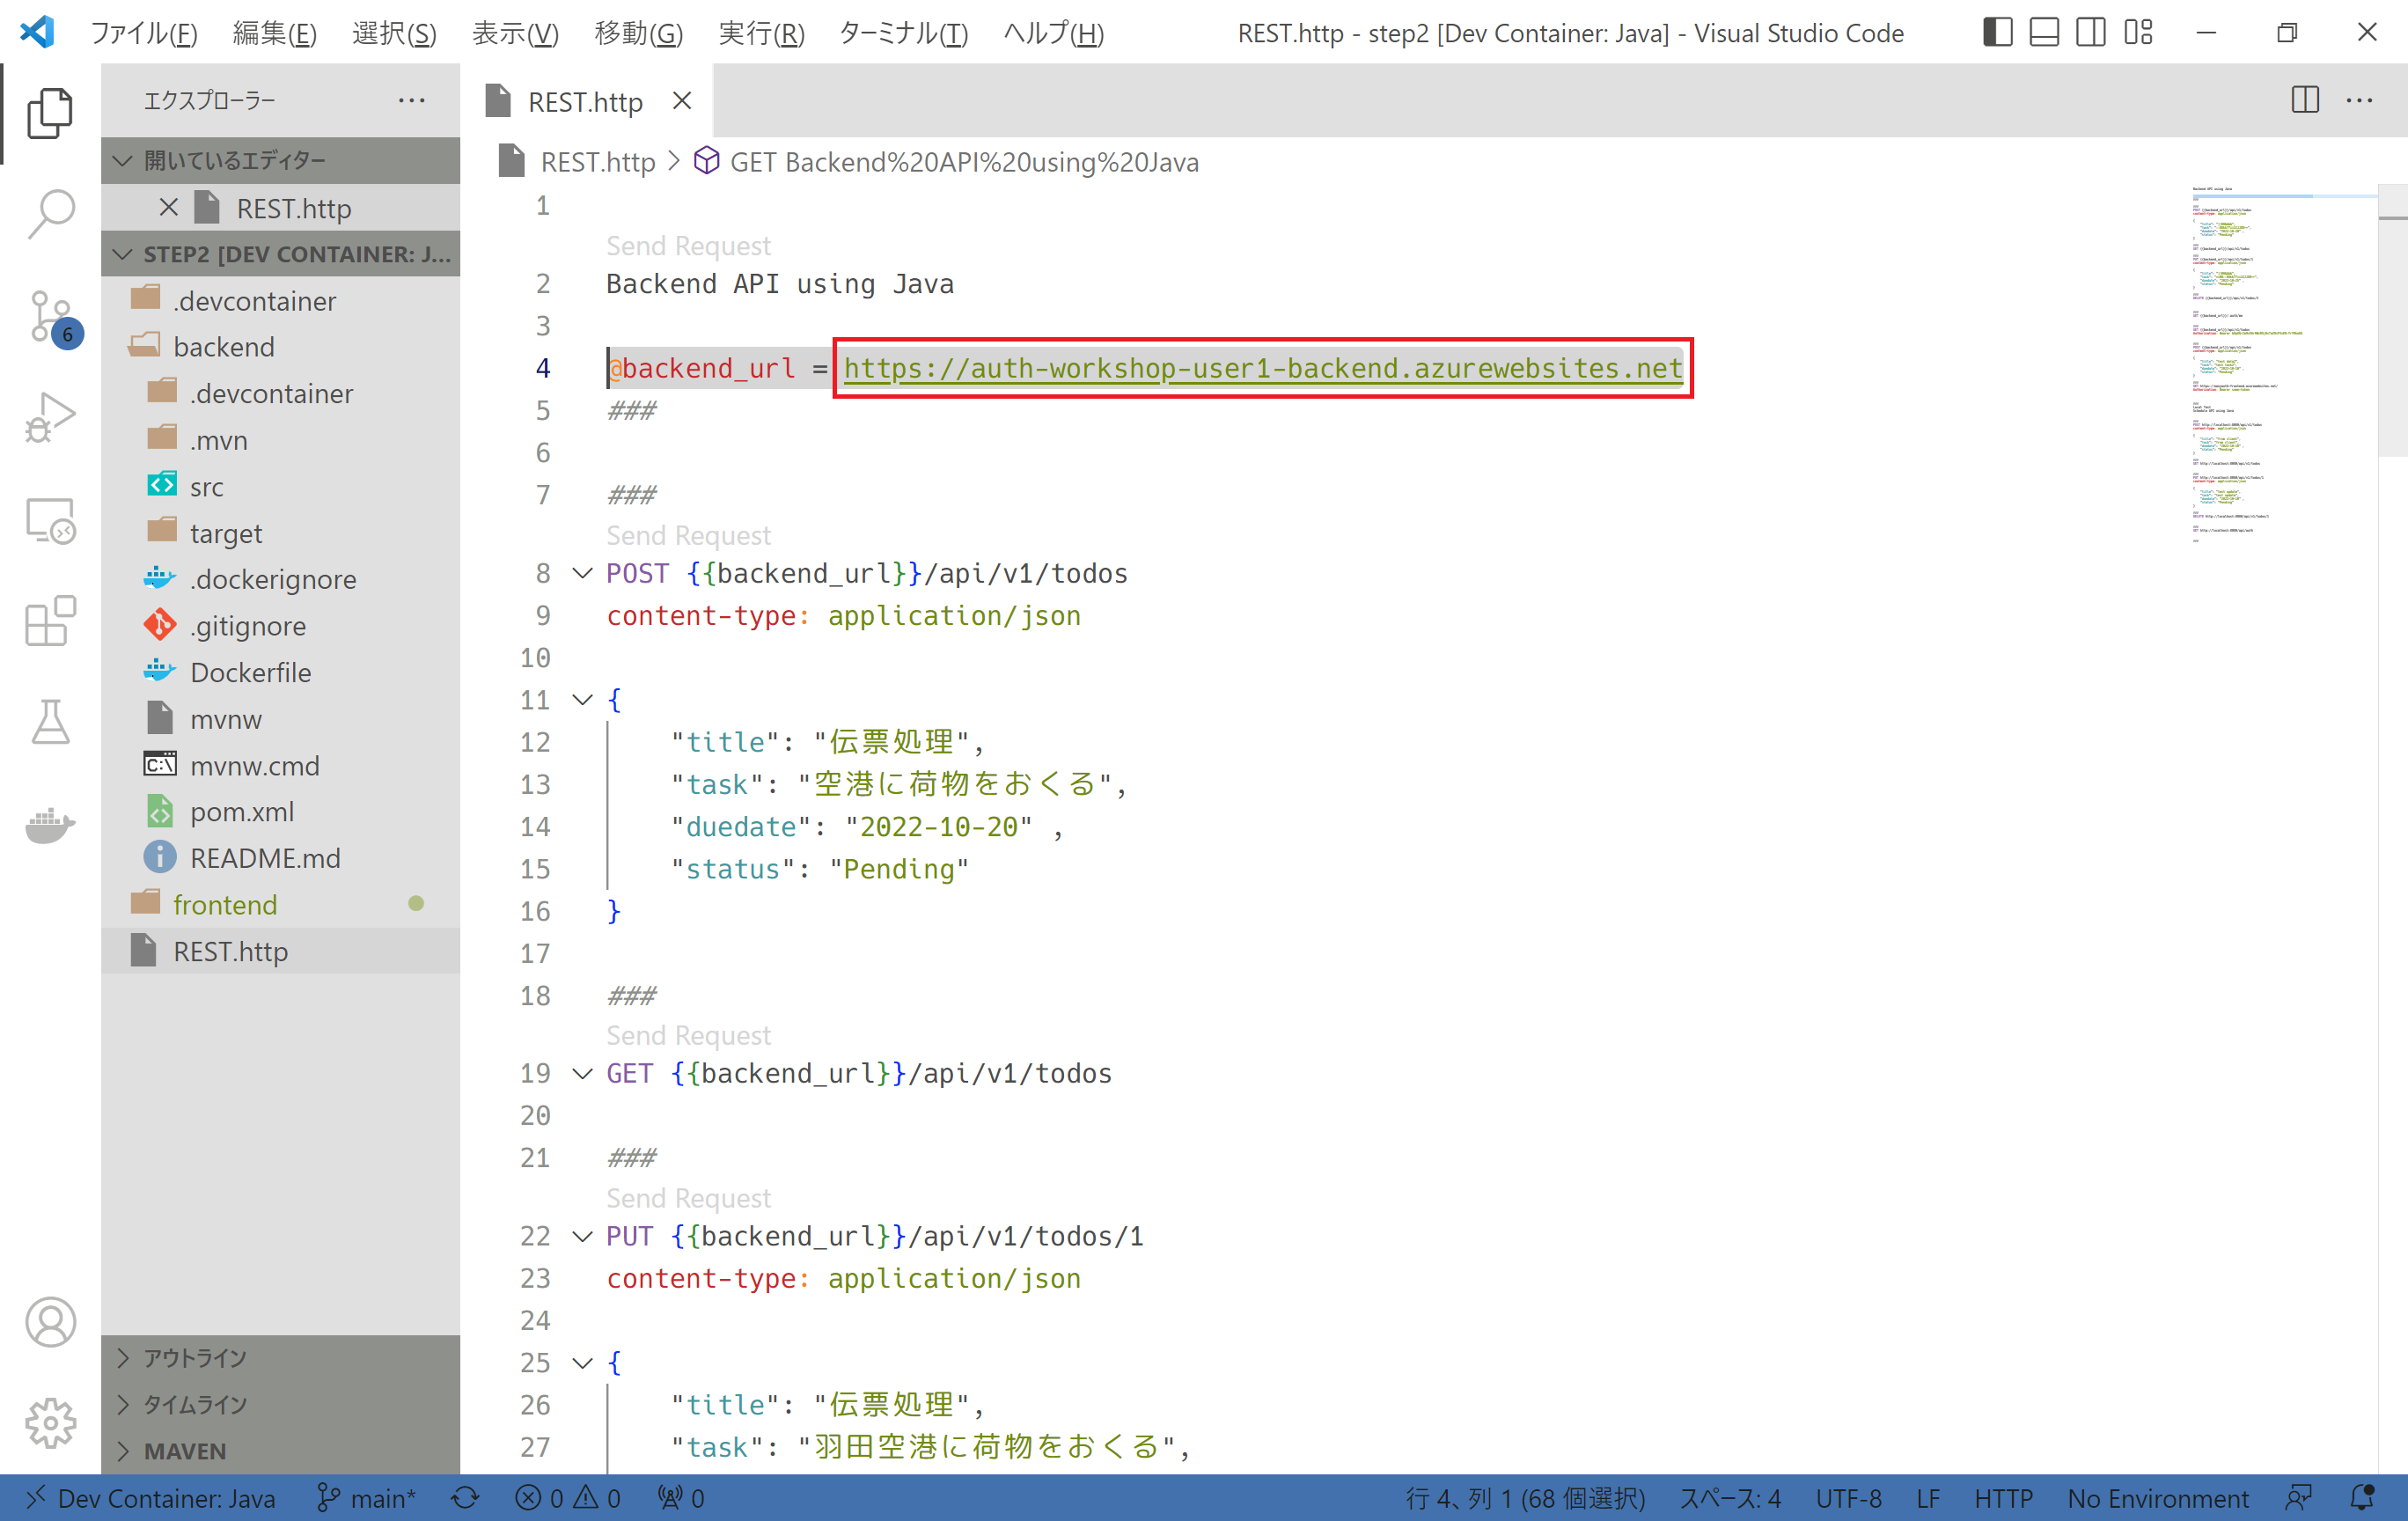 ファイル(F) 編集(E) 選択(S) 表示(V) 移動(G) 実行(R) ターミナル(T) ヘルプ(H) REST.http - step2 [Dev Container: Java] - Visual Studio Code
エクスプローラー
開いているエディター
REST.http
STEP2 [DEV CONTAINER: J...
.devcontainer
backend
.devcontainer
.mvn
src
target
.dockerignore
.gitignore
Dockerfile
mvnw
C:\ mvnw.cmd
pom.xml
README.md
frontend
REST.http
アウトライン
タイムライン
MAVEN
6
REST.http
REST.http > GET Backend%20API%20using%20Java
1
Send Request
2 Backend API using Java
3
4 @backend_url = https://auth-workshop-user1-backend.azurewebsites.net
5 ###
6
7 ###
Send Request
8 POST {{backend_url}}/api/v1/todos
9 content-type: application/json
10
11 {
12 "title": "伝票処理",
13 "task": "空港に荷物をおくる",
14 "duedate": "2022-10-20" ,
15 "status": "Pending"
16 }
17
18 ###
Send Request
19 GET {{backend_url}}/api/v1/todos
20
21 ###
Send Request
22 PUT {{backend_url}}/api/v1/todos/1
23 content-type: application/json
24
25 {
26 "title": "伝票処理",
27 "task": "羽田空港に荷物をおくる",
Dev Container: Java main* 0 0 0 行 4、列 1 (68 個選択) スペース: 4 UTF-8 LF HTTP No Environment